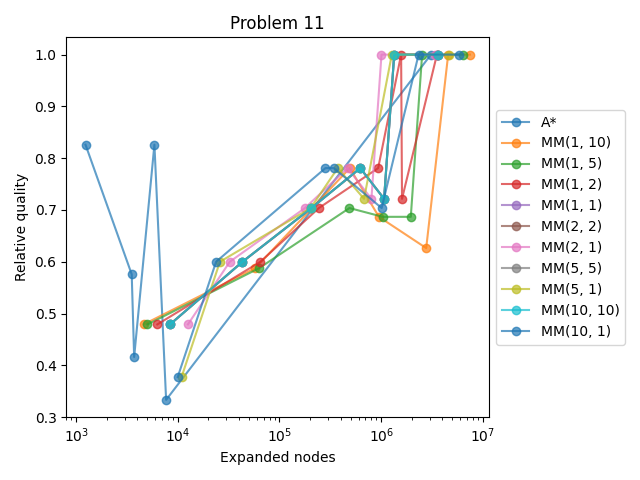 Problem 11
Relative quality
1.0
0.9
0.8
0.7
0.6
0.5
0.4
0.3
10³
10⁴
10⁵
10⁶
10⁷
Expanded nodes
A*
MM(1, 10)
MM(1, 5)
MM(1, 2)
MM(1, 1)
MM(2, 2)
MM(2, 1)
MM(5, 5)
MM(5, 1)
MM(10, 10)
MM(10, 1)